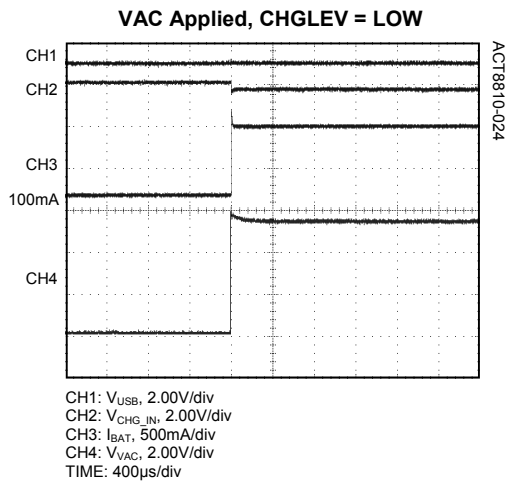 VAC Applied, CHGLEV = LOW
CH1
CH2
CH3
100mA
CH4
ACT8810-024
CH1: VUSB, 2.00V/div
CH2: VCHG_IN, 2.00V/div
CH3: IBAT, 500mA/div
CH4: VVAC, 2.00V/div
TIME: 400µs/div